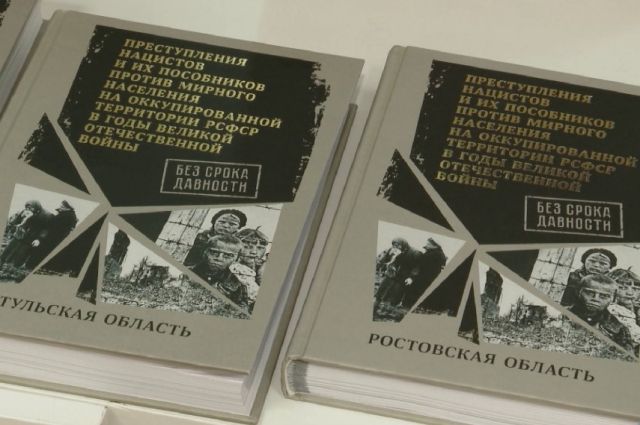 ПРЕСТУПЛЕНИЯ
НАЦИСТОВ
И ИХ ПОСОБНИКОВ
ПРОТИВ МИРНОГО
НАСЕЛЕНИЯ
НА ОККУПИРОВАННОЙ
ТЕРРИТОРИИ РСФСР
В ГОДЫ ВЕЛИКОЙ
ОТЕЧЕСТВЕННОЙ
ВОЙНЫ
БЕЗ СРОКА
ДАВНОСТИ
ТУЛЬСКАЯ ОБЛАСТЬ
ПРЕСТУПЛЕНИЯ
НАЦИСТОВ
И ИХ ПОСОБНИКОВ
ПРОТИВ МИРНОГО
НАСЕЛЕНИЯ
НА ОККУПИРОВАННОЙ
ТЕРРИТОРИИ РСФСР
В ГОДЫ ВЕЛИКОЙ
ОТЕЧЕСТВЕННОЙ
ВОЙНЫ
БЕЗ СРОКА
ДАВНОСТИ
РОСТОВСКАЯ ОБЛАСТЬ